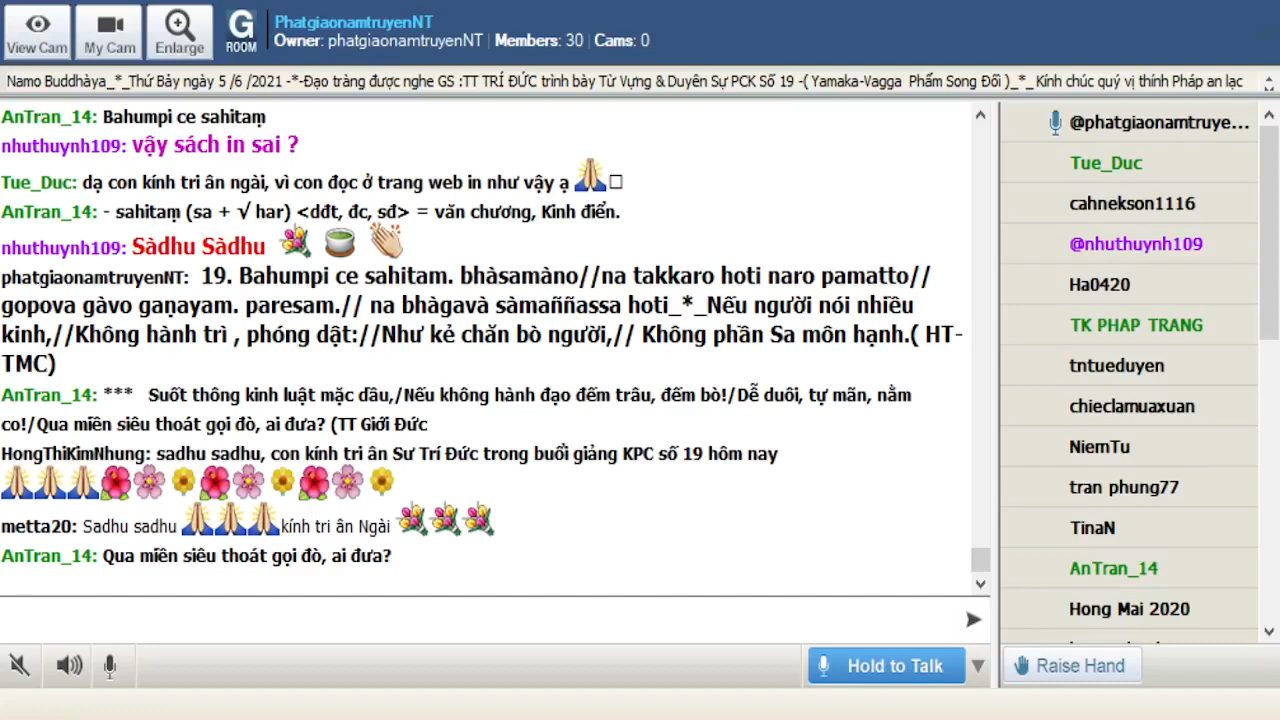 View Cam
My Cam
Enlarge
G
ROOM
PhatgiaonamtruyenNT
Owner: phatgiaonamtruyenNT | Members: 30 | Cams: 0
Namo Buddhàya_*_Thứ Bảy ngày 5 /6 /2021 -*-Đạo tràng được nghe GS :TT TRÍ ĐỨC trình bày Từ Vựng & Duyên Sự PCK Số 19 -( Yamaka-Vagga Phẩm Song Đối )_*_ Kính chúc quý vị thính Pháp an lạc
AnTran_14: Bahumpi ce sahitaṃ
nhuthuynh109: vậy sách in sai ?
Tue_Duc: dạ con kính tri ân ngài, vì con đọc ở trang web in như vậy ạ
AnTran_14: - sahitaṃ (sa + √ har) <dđt, đc, sđ> = văn chương, Kinh điển.
nhuthuynh109: Sàdhu Sàdhu
phatgiaonamtruyenNT: 19. Bahumpi ce sahitam. bhàsamàno//na takkaro hoti naro pamatto//
gopova gàvo gaṇayam. paresam.// na bhàgavà sàmaññassa hoti_*_Nếu người nói nhiều
kinh,//Không hành trì , phóng dật://Như kẻ chăn bò người,// Không phần Sa môn hạnh.( HT-
TMC)
AnTran_14: *** Suốt thông kinh luật mặc dầu,/Nếu không hành đạo đếm trâu, đếm bò!/Dễ duôi, tự mãn, nằm
co!/Qua miền siêu thoát gọi đò, ai đưa? (TT Giới Đức
HongThiKimNhung: sadhu sadhu, con kính tri ân Sư Trí Đức trong buổi giảng KPC số 19 hôm nay
metta20: Sadhu sadhu kính tri ân Ngài
AnTran_14: Qua miền siêu thoát gọi đò, ai đưa?
@phatgiaonamtruye...
Tue_Duc
cahnekson1116
@nhuthuynh109
Ha0420
TK PHAP TRANG
tntueduyen
chieclamuaxuan
NiemTu
tran phung77
TinaN
AnTran_14
Hong Mai 2020
Hold to Talk
Raise Hand